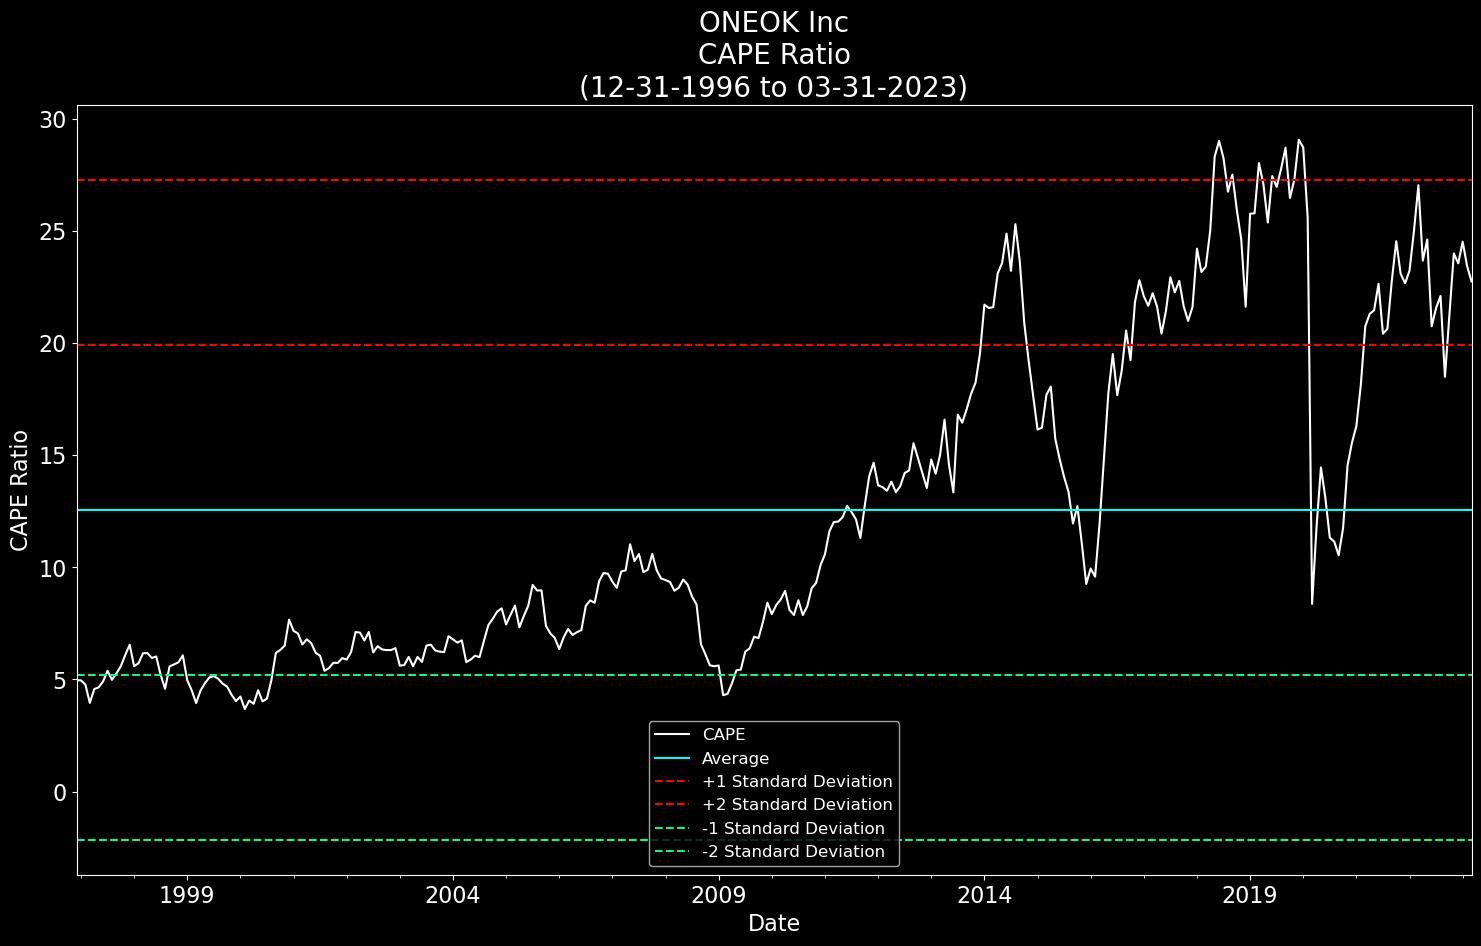 ONEOK Inc
CAPE Ratio
(12-31-1996 to 03-31-2023)
30
25
20
15
10
5
0
CAPE Ratio
CAPE
Average
+1 Standard Deviation
+2 Standard Deviation
-1 Standard Deviation
-2 Standard Deviation
1999 2004 2009 2014 2019
Date